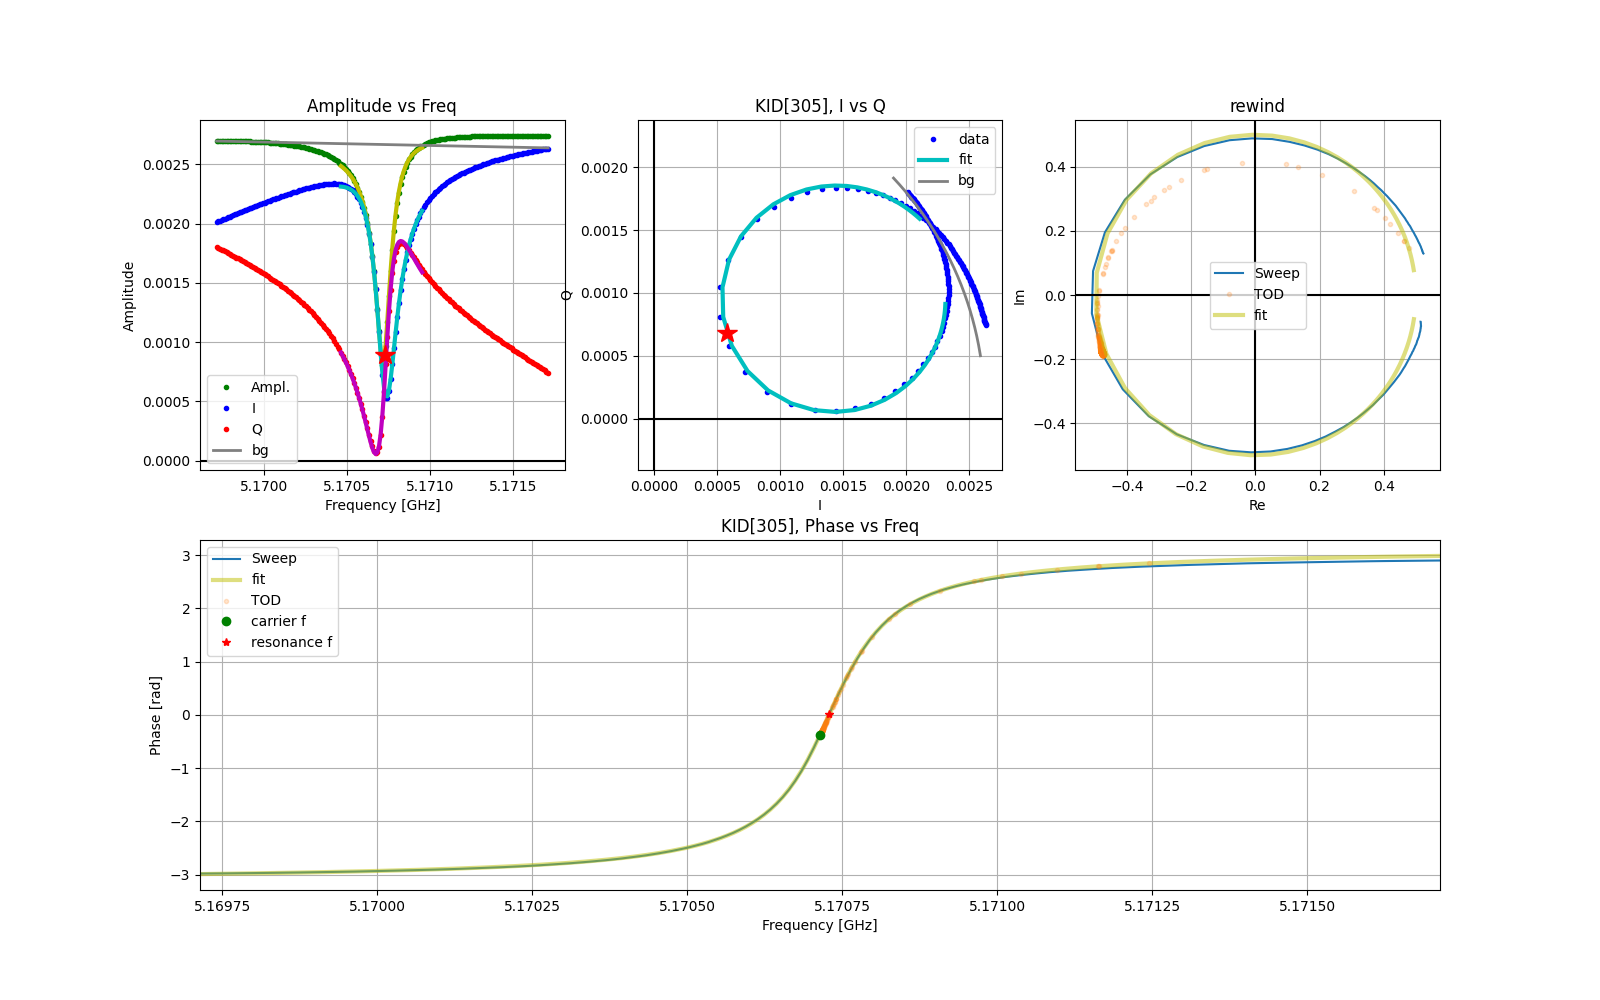 Amplitude vs Freq
Amplitude
0.0025
0.0020
0.0015
0.0010
0.0005
0.0000
Ampl.
I
Q
bg
5.1700
5.1705
5.1710
5.1715
Frequency [GHz]
KID[305], I vs Q
Q
0.0020
0.0015
0.0010
0.0005
0.0000
data
fit
bg
0.0000
0.0005
0.0010
0.0015
0.0020
0.0025
I
rewind
Im
0.4
0.2
0.0
−0.2
−0.4
Sweep
TOD
fit
−0.4
−0.2
0.0
0.2
0.4
Re
KID[305], Phase vs Freq
Phase [rad]
3
2
1
0
−1
−2
−3
Sweep
fit
TOD
carrier f
resonance f
5.16975
5.17000
5.17025
5.17050
5.17075
5.17100
5.17125
5.17150
Frequency [GHz]